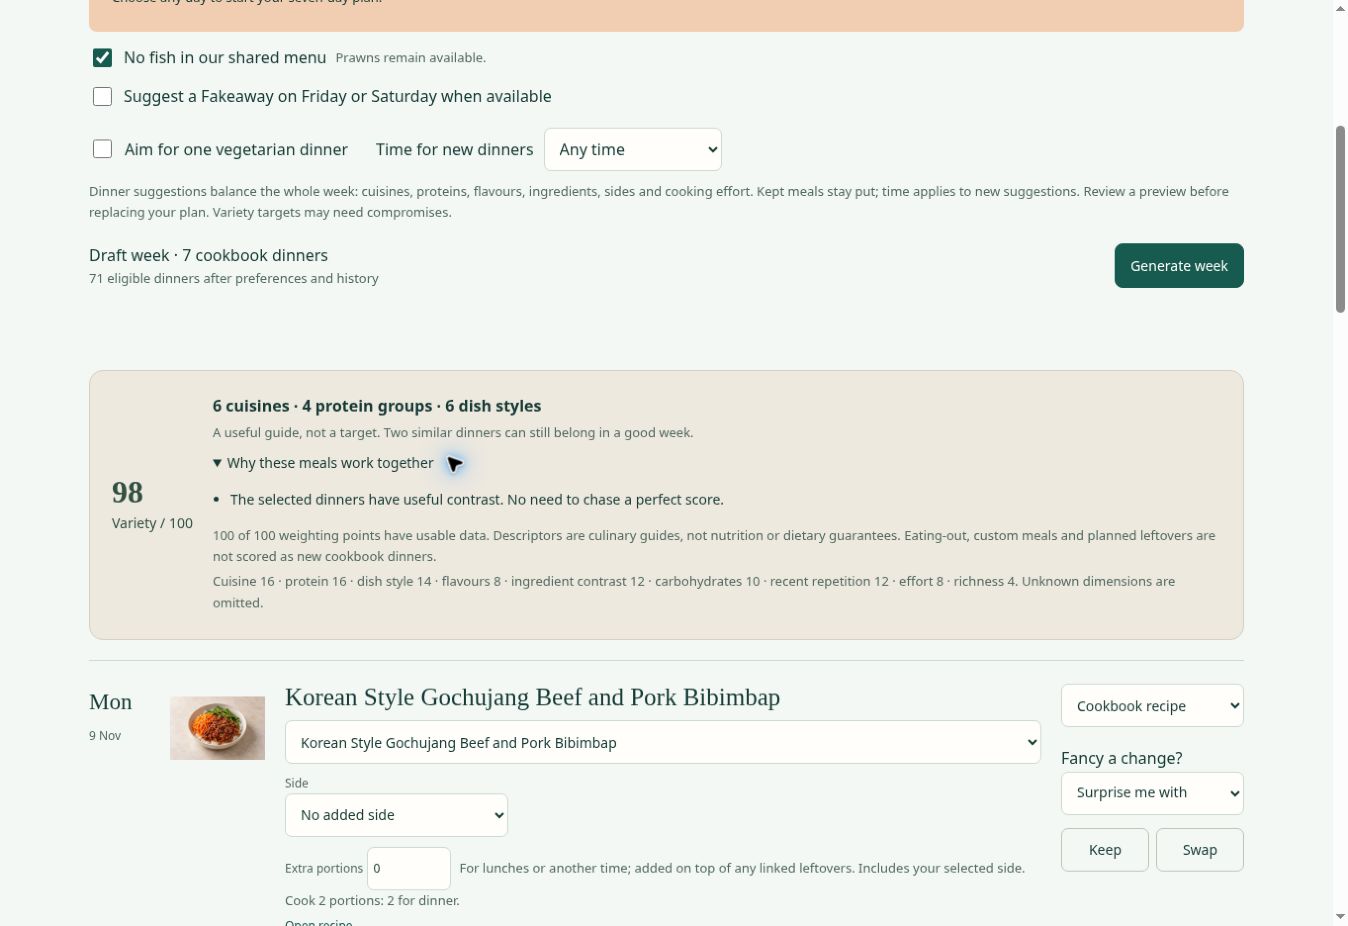 Choose any day to start your seven-day plan.
No fish in our shared menu Prawns remain available.
Suggest a Fakeaway on Friday or Saturday when available
Aim for one vegetarian dinner Time for new dinners Any time
Dinner suggestions balance the whole week: cuisines, proteins, flavours, ingredients, sides and cooking effort. Kept meals stay put; time applies to new suggestions. Review a preview before
replacing your plan. Variety targets may need compromises.
Draft week · 7 cookbook dinners
71 eligible dinners after preferences and history
Generate week
6 cuisines · 4 protein groups · 6 dish styles
A useful guide, not a target. Two similar dinners can still belong in a good week.
▼ Why these meals work together
98
Variety / 100
• The selected dinners have useful contrast. No need to chase a perfect score.
100 of 100 weighting points have usable data. Descriptors are culinary guides, not nutrition or dietary guarantees. Eating-out, custom meals and planned leftovers are
not scored as new cookbook dinners.
Cuisine 16 · protein 16 · dish style 14 · flavours 8 · ingredient contrast 12 · carbohydrates 10 · recent repetition 12 · effort 8 · richness 4. Unknown dimensions are
omitted.
Mon
9 Nov
Korean Style Gochujang Beef and Pork Bibimbap
Korean Style Gochujang Beef and Pork Bibimbap
Side
No added side
Extra portions 0 For lunches or another time; added on top of any linked leftovers. Includes your selected side.
Cook 2 portions: 2 for dinner.
Open recipe
Cookbook recipe
Fancy a change?
Surprise me with
Keep Swap